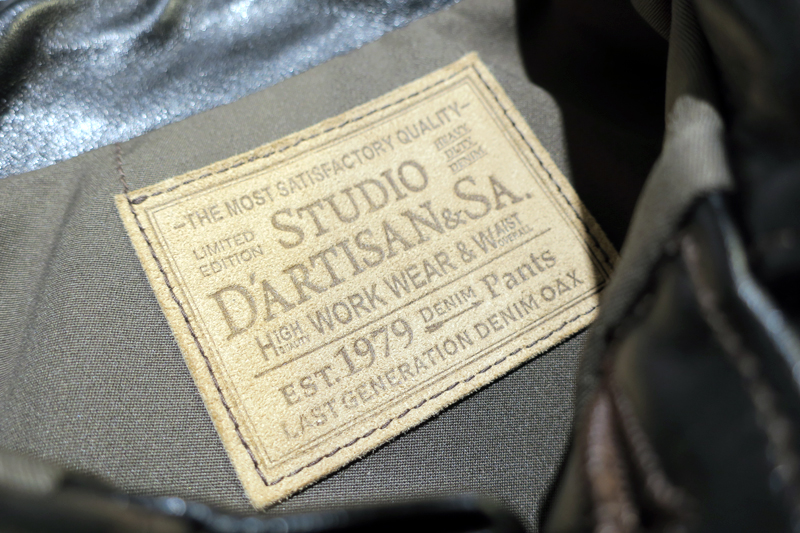 -THE MOST SATISFACTORY QUALITY-
LIMITED EDITION
STUDIO
D'ARTISAN & SA.
HIGH WORK WEAR & WAIST
EST. 1979 DENIM Pants
LAST GENERATION DENIM OAX